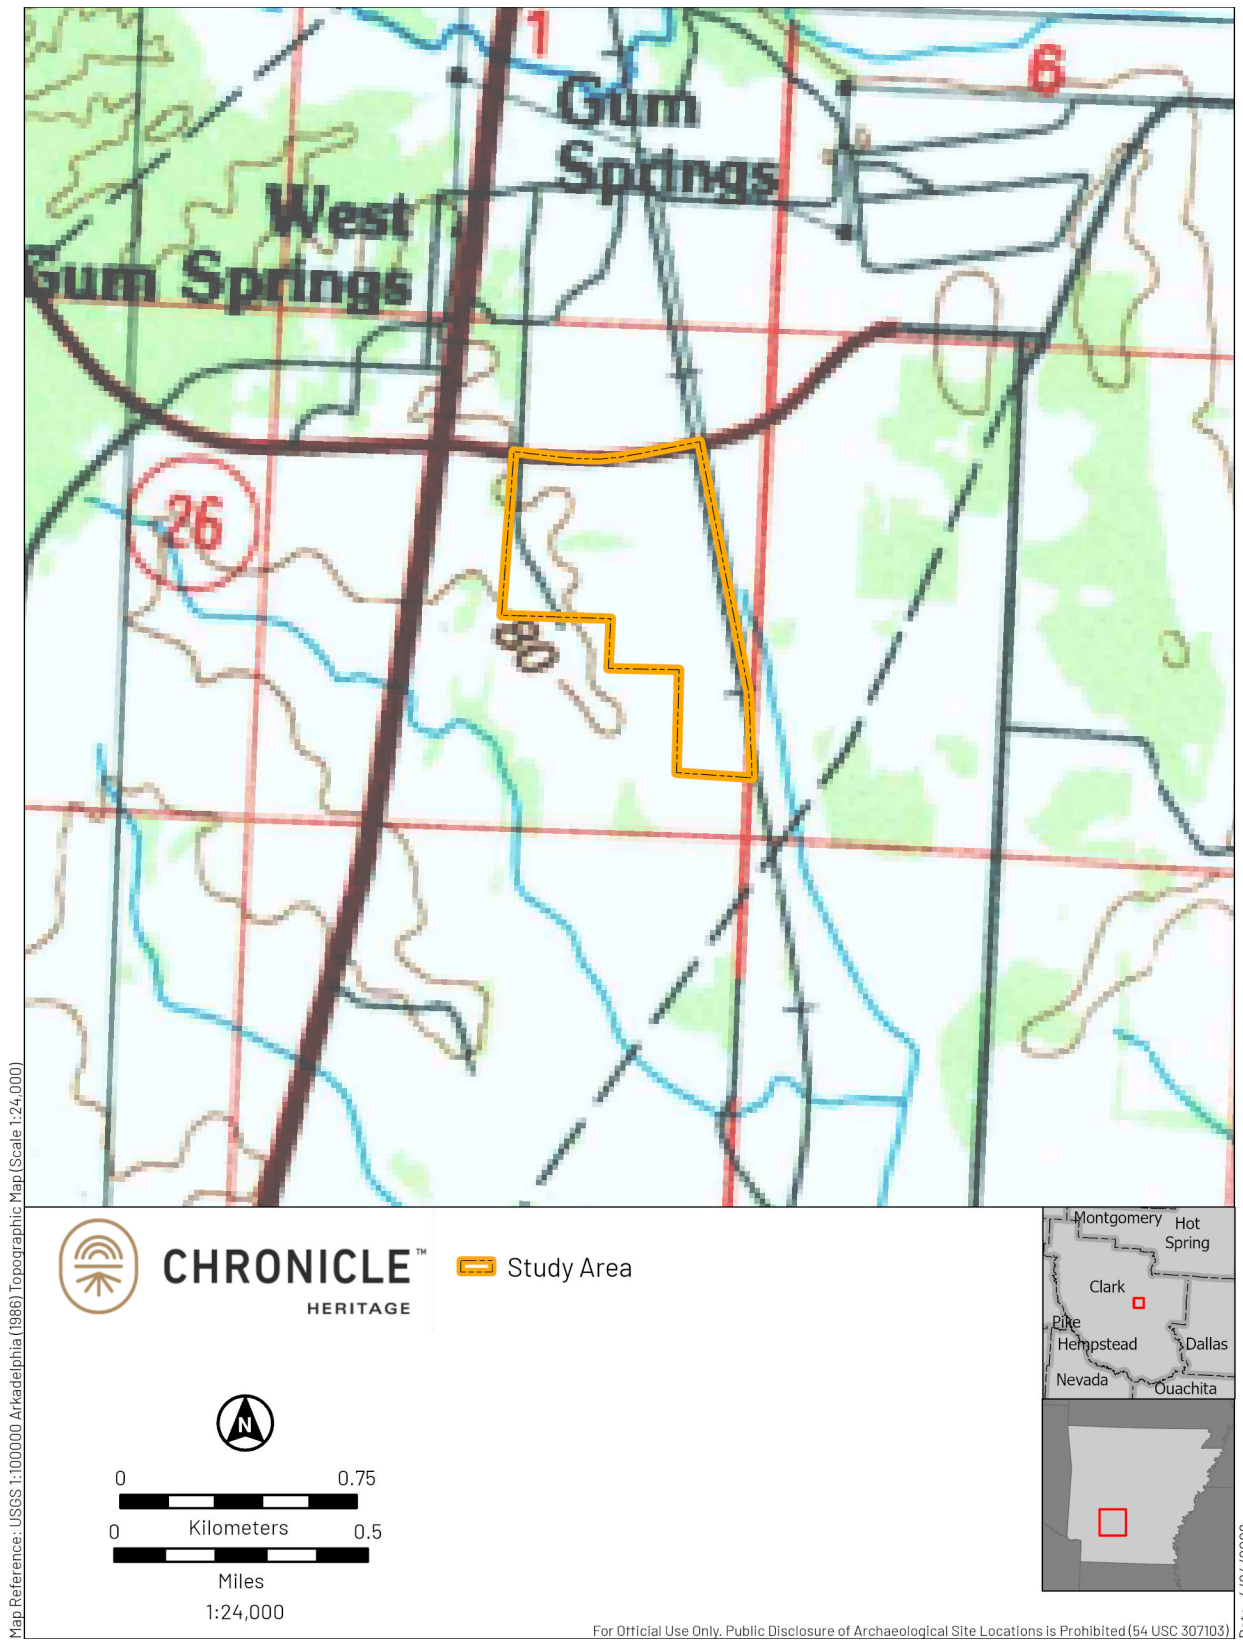 1
6
Gum
Springs
West
Gum Springs
26
80
CHRONICLE™
HERITAGE
Study Area
N
0 0.75
Kilometers
0 0.5
Miles
1:24,000
Montgomery
Hot
Spring
Clark
Pike
Hempstead
Dallas
Nevada
Ouachita
Map Reference: USGS 1:100000 Arkadelphia (1986) Topographic Map (Scale 1:24,000)
For Official Use Only. Public Disclosure of Archaeological Site Locations is Prohibited (54 USC 307103)